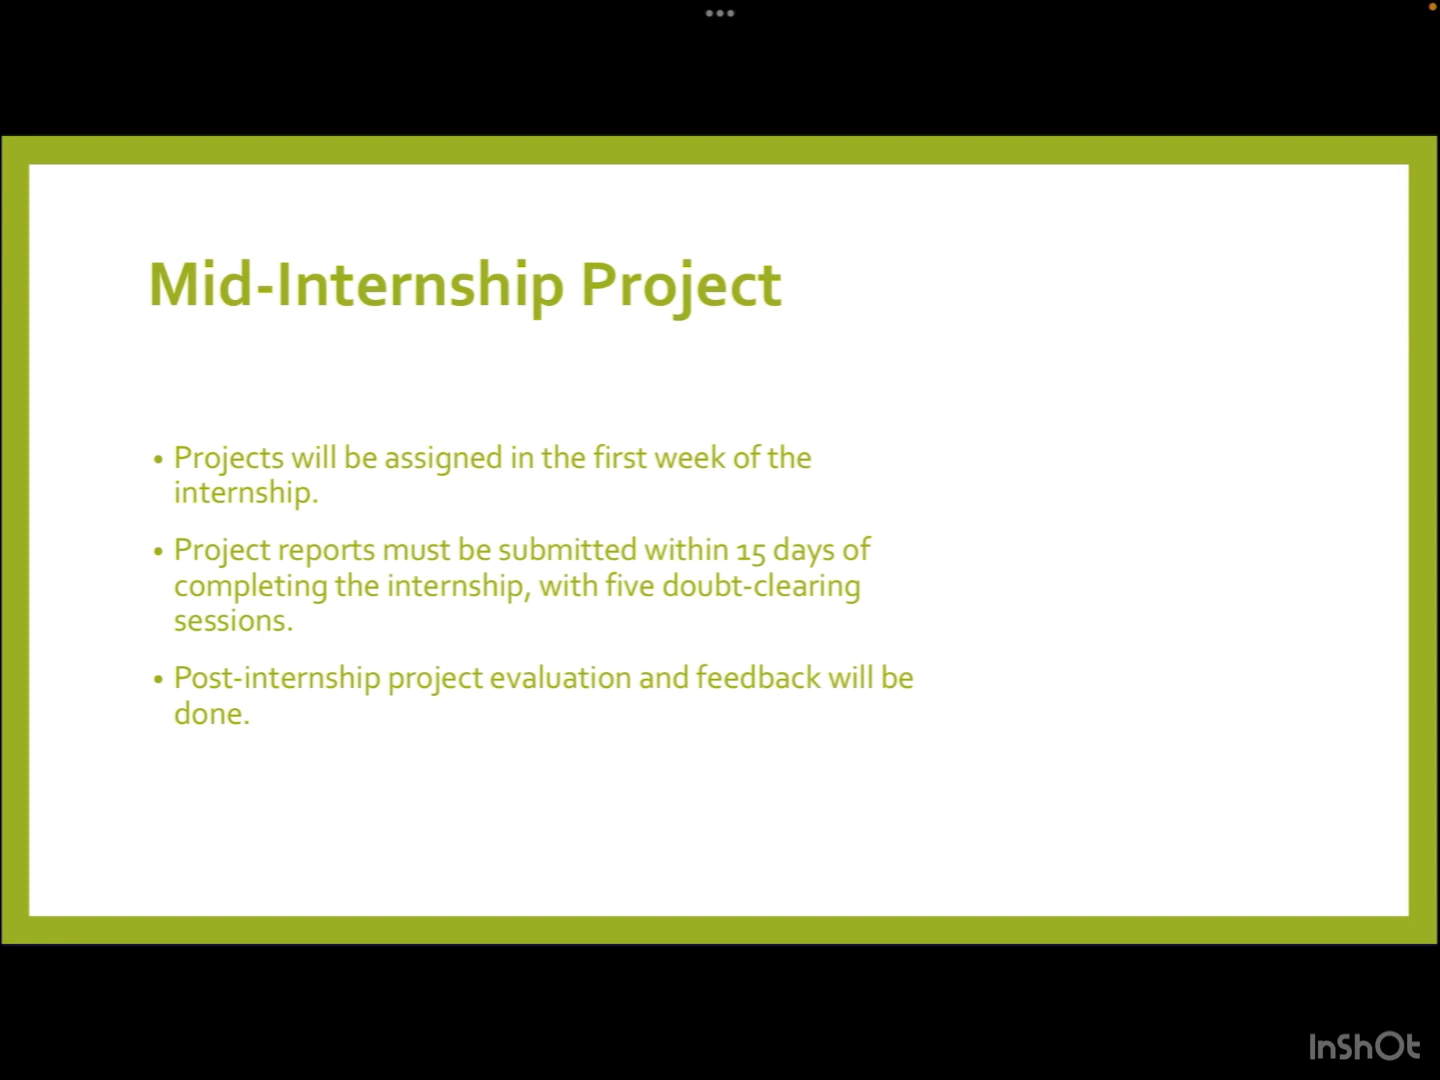 Mid-Internship Project
• Projects will be assigned in the first week of the
internship.
• Project reports must be submitted within 15 days of
completing the internship, with five doubt-clearing
sessions.
• Post-internship project evaluation and feedback will be
done.
InShOt